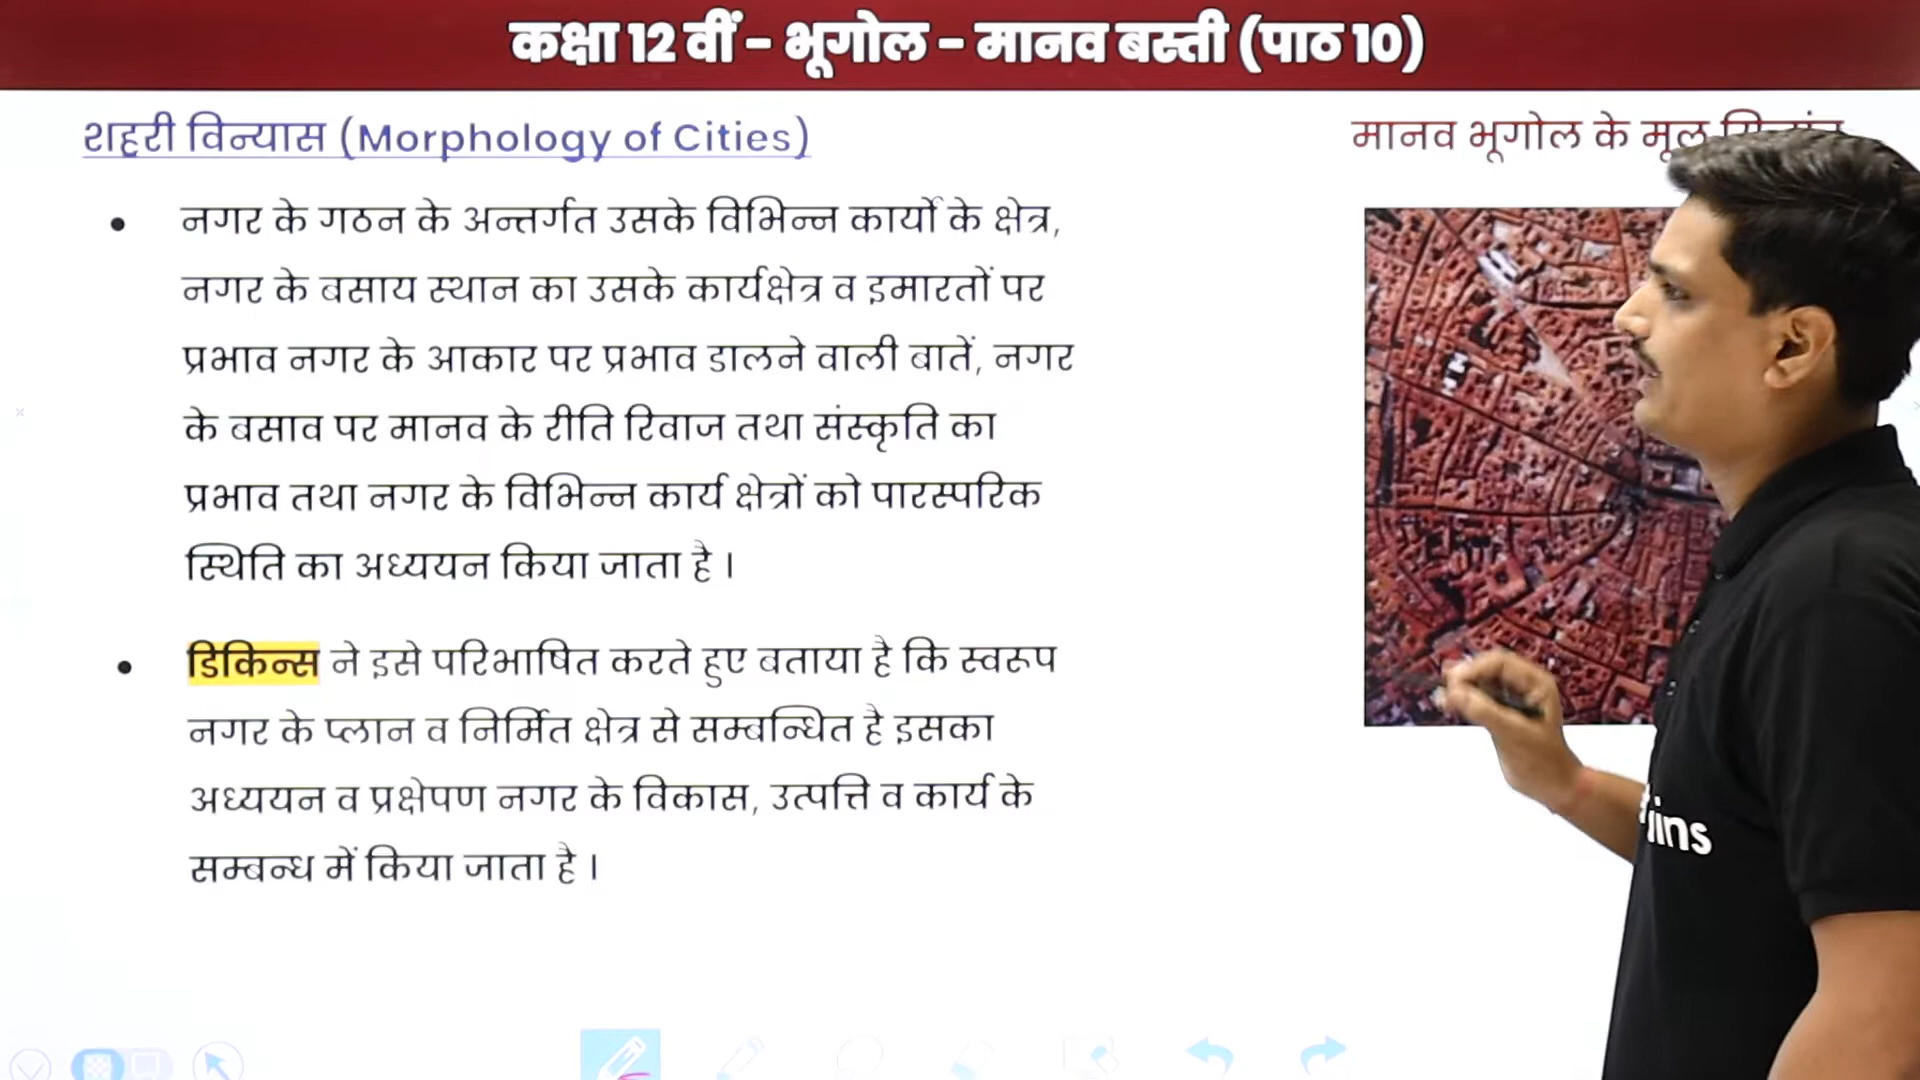 कक्षा 12 वीं - भूगोल - मानव बस्ती (पाठ 10)
शहरी विन्यास (Morphology of Cities)
मानव भूगोल के मूल
नगर के गठन के अन्तर्गत उसके विभिन्न कार्यो के क्षेत्र,
नगर के बसाय स्थान का उसके कार्यक्षेत्र व इमारतों पर
प्रभाव नगर के आकार पर प्रभाव डालने वाली बातें, नगर
के बसाव पर मानव के रीति रिवाज तथा संस्कृति का
प्रभाव तथा नगर के विभिन्न कार्य क्षेत्रों को पारस्परिक
स्थिति का अध्ययन किया जाता है ।
डिकिन्स ने इसे परिभाषित करते हुए बताया है कि स्वरूप
नगर के प्लान व निर्मित क्षेत्र से सम्बन्धित है इसका
अध्ययन व प्रक्षेपण नगर के विकास, उत्पत्ति व कार्य के
सम्बन्ध में किया जाता है ।